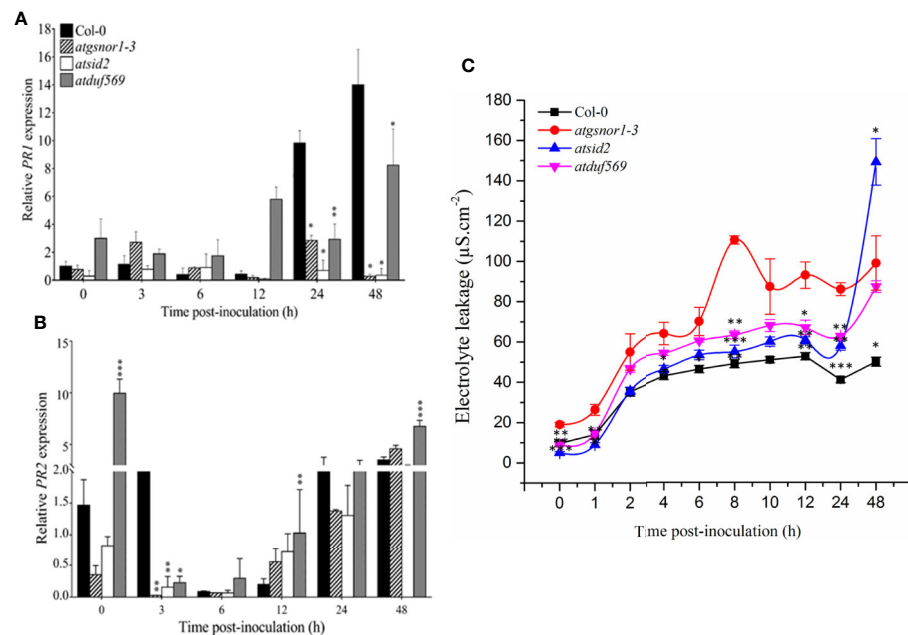 A
Relative PR1 expression
18
16
14
12
10
8
6
4
2
0
Col-0
atgsnor1-3
atsid2
atduf569
* ** *
*
* *
*
0 3 6 12 24 48
Time post-inoculation (h)
B
Relative PR2 expression
15
10
5
2.0
1.5
1.0
0.5
0.0
***
** ** *
**
***
0 3 6 12 24 48
Time post-inoculation (h)
C
Electrolyte leakage (µS.cm⁻²)
180
160
140
120
100
80
60
40
20
0
Col-0
atgsnor1-3
atsid2
atduf569
0 1 2 4 6 8 10 12 24 48
Time post-inoculation (h)